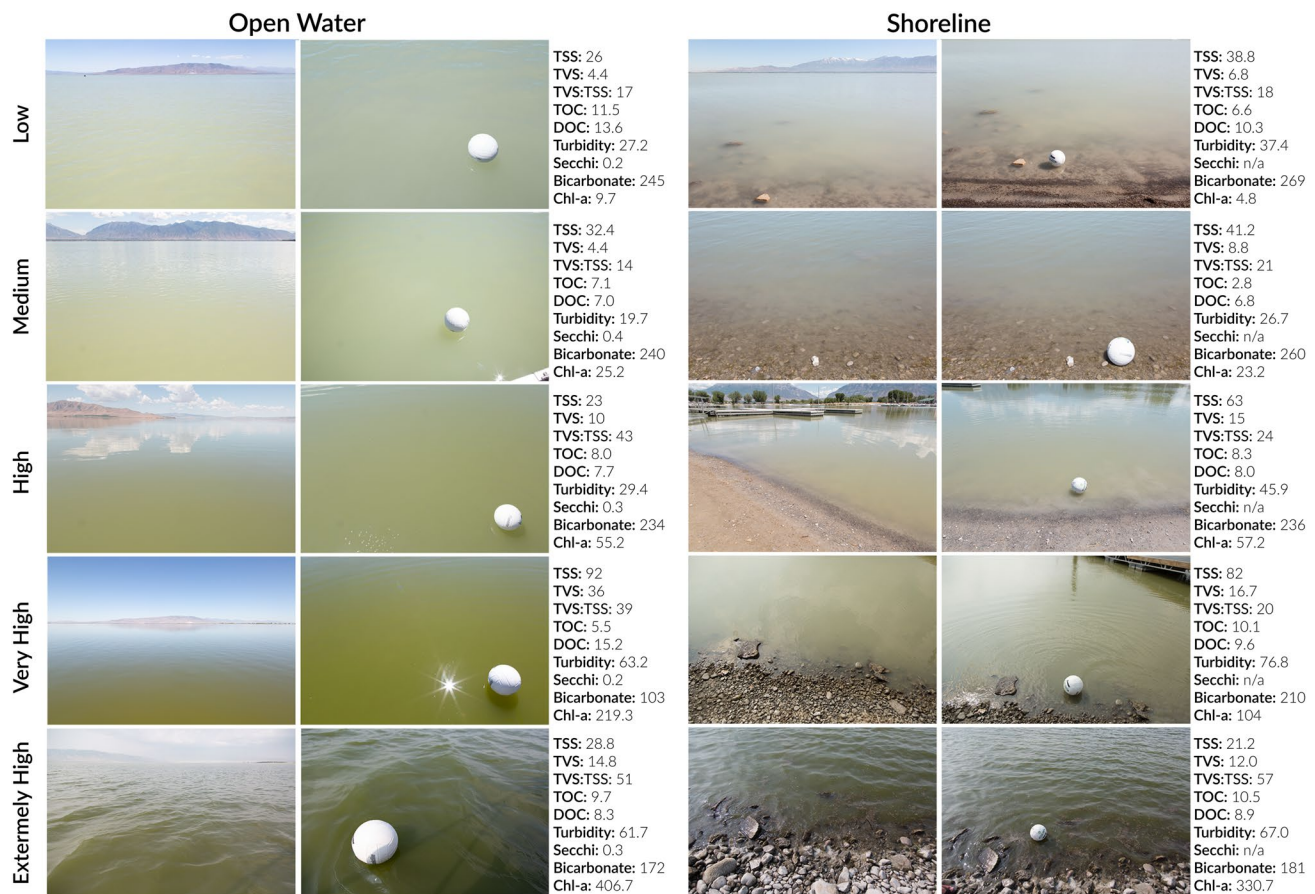 Open Water
Shoreline
Low
TSS: 26
TVS: 4.4
TVS:TSS: 17
TOC: 11.5
DOC: 13.6
Turbidity: 27.2
Secchi: 0.2
Bicarbonate: 245
Chl-a: 9.7
TSS: 38.8
TVS: 6.8
TVS:TSS: 18
TOC: 6.6
DOC: 10.3
Turbidity: 37.4
Secchi: n/a
Bicarbonate: 269
Chl-a: 4.8
Medium
TSS: 32.4
TVS: 4.4
TVS:TSS: 14
TOC: 7.1
DOC: 7.0
Turbidity: 19.7
Secchi: 0.4
Bicarbonate: 240
Chl-a: 25.2
TSS: 41.2
TVS: 8.8
TVS:TSS: 21
TOC: 2.8
DOC: 6.8
Turbidity: 26.7
Secchi: n/a
Bicarbonate: 260
Chl-a: 23.2
High
TSS: 23
TVS: 10
TVS:TSS: 43
TOC: 8.0
DOC: 7.7
Turbidity: 29.4
Secchi: 0.3
Bicarbonate: 234
Chl-a: 55.2
TSS: 63
TVS: 15
TVS:TSS: 24
TOC: 8.3
DOC: 8.0
Turbidity: 45.9
Secchi: n/a
Bicarbonate: 236
Chl-a: 57.2
Very High
TSS: 92
TVS: 36
TVS:TSS: 39
TOC: 5.5
DOC: 15.2
Turbidity: 63.2
Secchi: 0.2
Bicarbonate: 103
Chl-a: 219.3
TSS: 82
TVS: 16.7
TVS:TSS: 20
TOC: 10.1
DOC: 9.6
Turbidity: 76.8
Secchi: n/a
Bicarbonate: 210
Chl-a: 104
Extermely High
TSS: 28.8
TVS: 14.8
TVS:TSS: 51
TOC: 9.7
DOC: 8.3
Turbidity: 61.7
Secchi: 0.3
Bicarbonate: 172
Chl-a: 406.7
TSS: 21.2
TVS: 12.0
TVS:TSS: 57
TOC: 10.5
DOC: 8.9
Turbidity: 67.0
Secchi: n/a
Bicarbonate: 181
Chl-a: 330.7